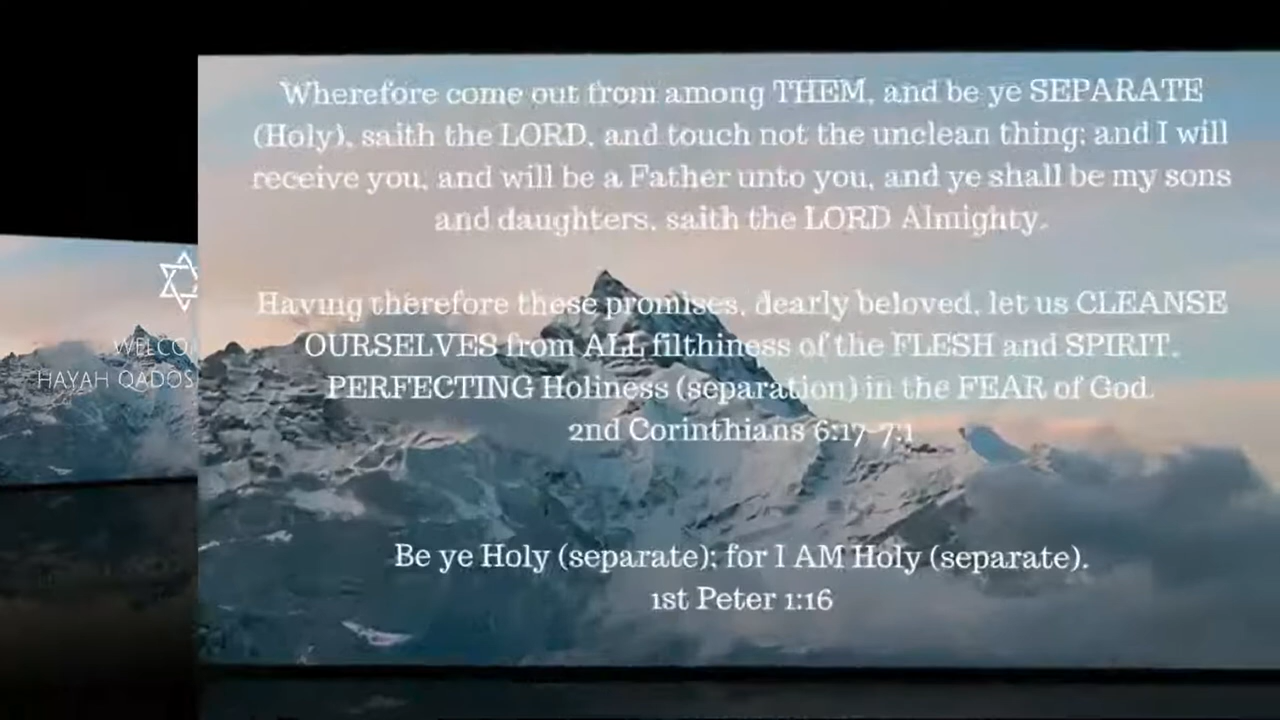 Wherefore come out from among THEM, and be ye SEPARATE
(Holy), saith the LORD, and touch not the unclean thing; and I will
receive you, and will be a Father unto you, and ye shall be my sons
and daughters, saith the LORD Almighty.
Having therefore these promises, dearly beloved, let us CLEANSE
OURSELVES from ALL filthiness of the FLESH and SPIRIT,
PERFECTING Holiness (separation) in the FEAR of God.
2nd Corinthians 6:17-7:1
Be ye Holy (separate); for I AM Holy (separate).
1st Peter 1:16
WELCO
HAYAH QADOS